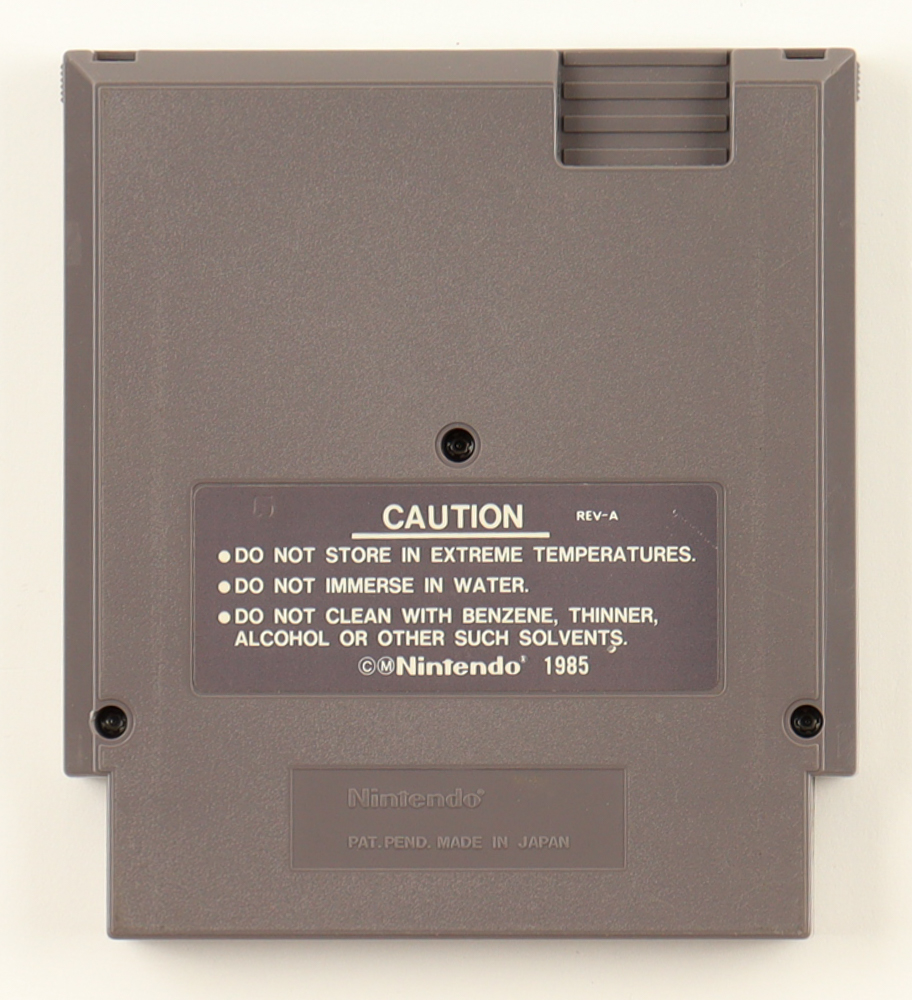 CAUTION REV-A
●DO NOT STORE IN EXTREME TEMPERATURES.
●DO NOT IMMERSE IN WATER.
●DO NOT CLEAN WITH BENZENE, THINNER,
ALCOHOL OR OTHER SUCH SOLVENTS.
©ⓂNintendo® 1985
Nintendo®
PAT. PEND. MADE IN JAPAN